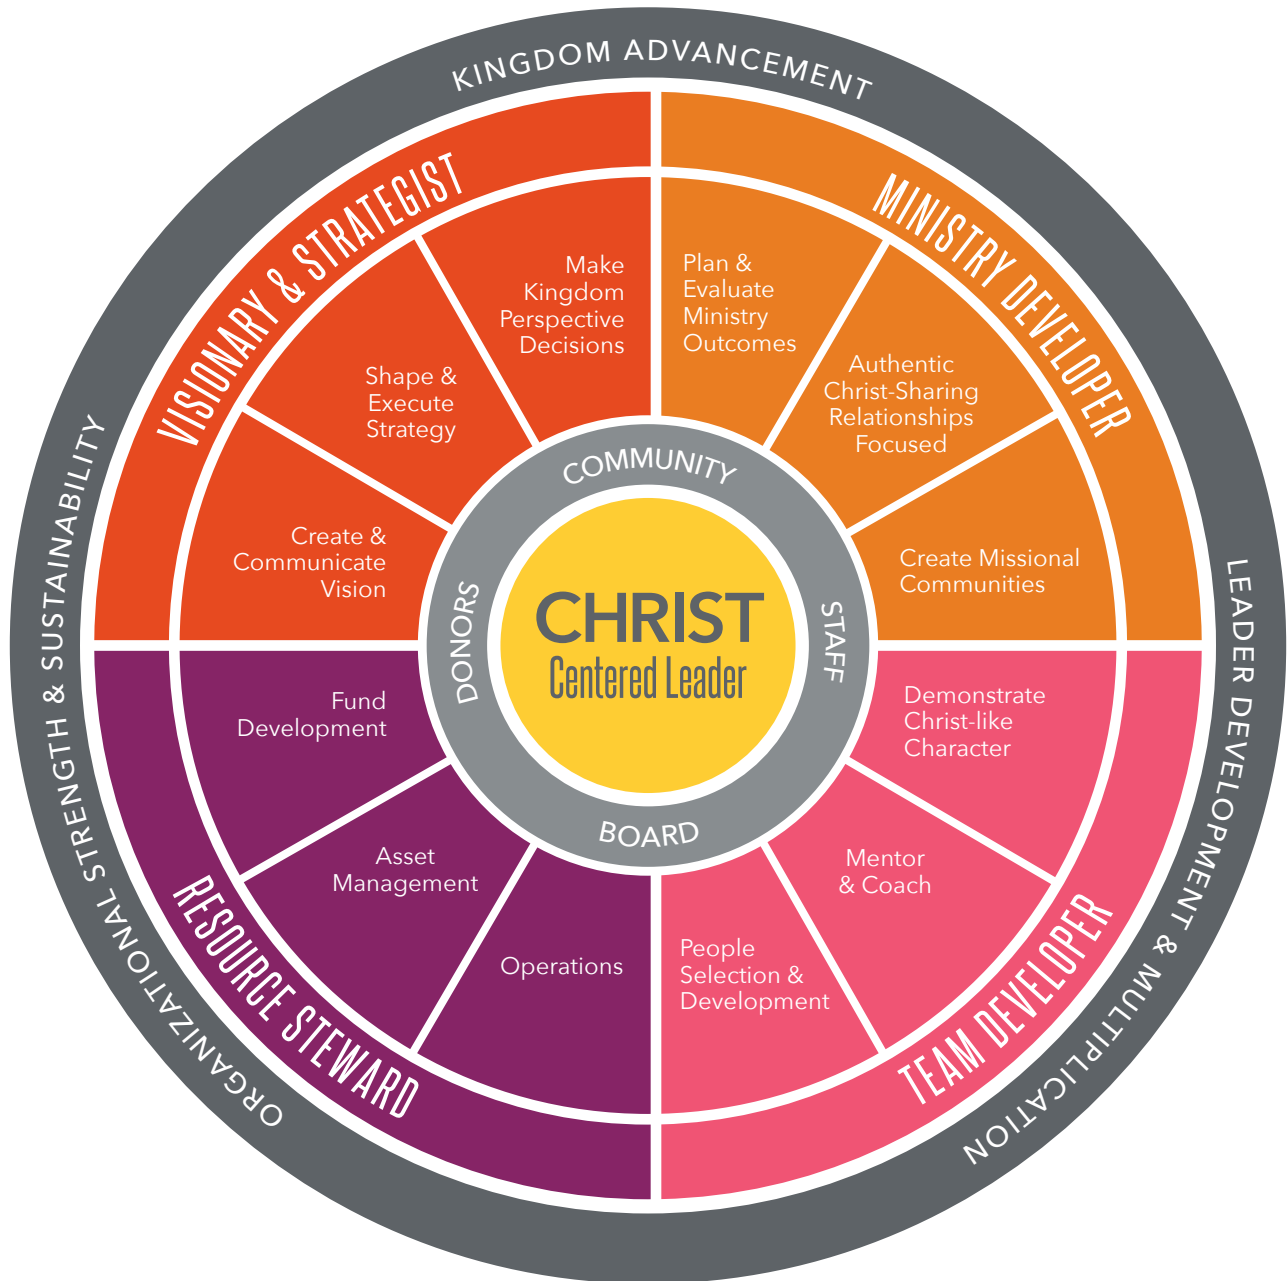 KINGDOM ADVANCEMENT
VISIONARY & STRATEGIST
MINISTRY DEVELOPER
Make
Kingdom
Perspective
Decisions
Plan &
Evaluate
Ministry
Outcomes
Shape &
Execute
Strategy
Authentic
Christ-Sharing
Relationships
Focused
Create &
Communicate
Vision
Create Missional
Communities
COMMUNITY
DONORS
STAFF
BOARD
CHRIST
Centered Leader
Fund
Development
Demonstrate
Christ-like
Character
Asset
Management
Mentor
& Coach
Operations
People
Selection &
Development
RESOURCE STEWARD
TEAM DEVELOPER
ORGANIZATIONAL STRENGTH & SUSTAINABILITY
LEADER DEVELOPMENT & MULTIPLICATION